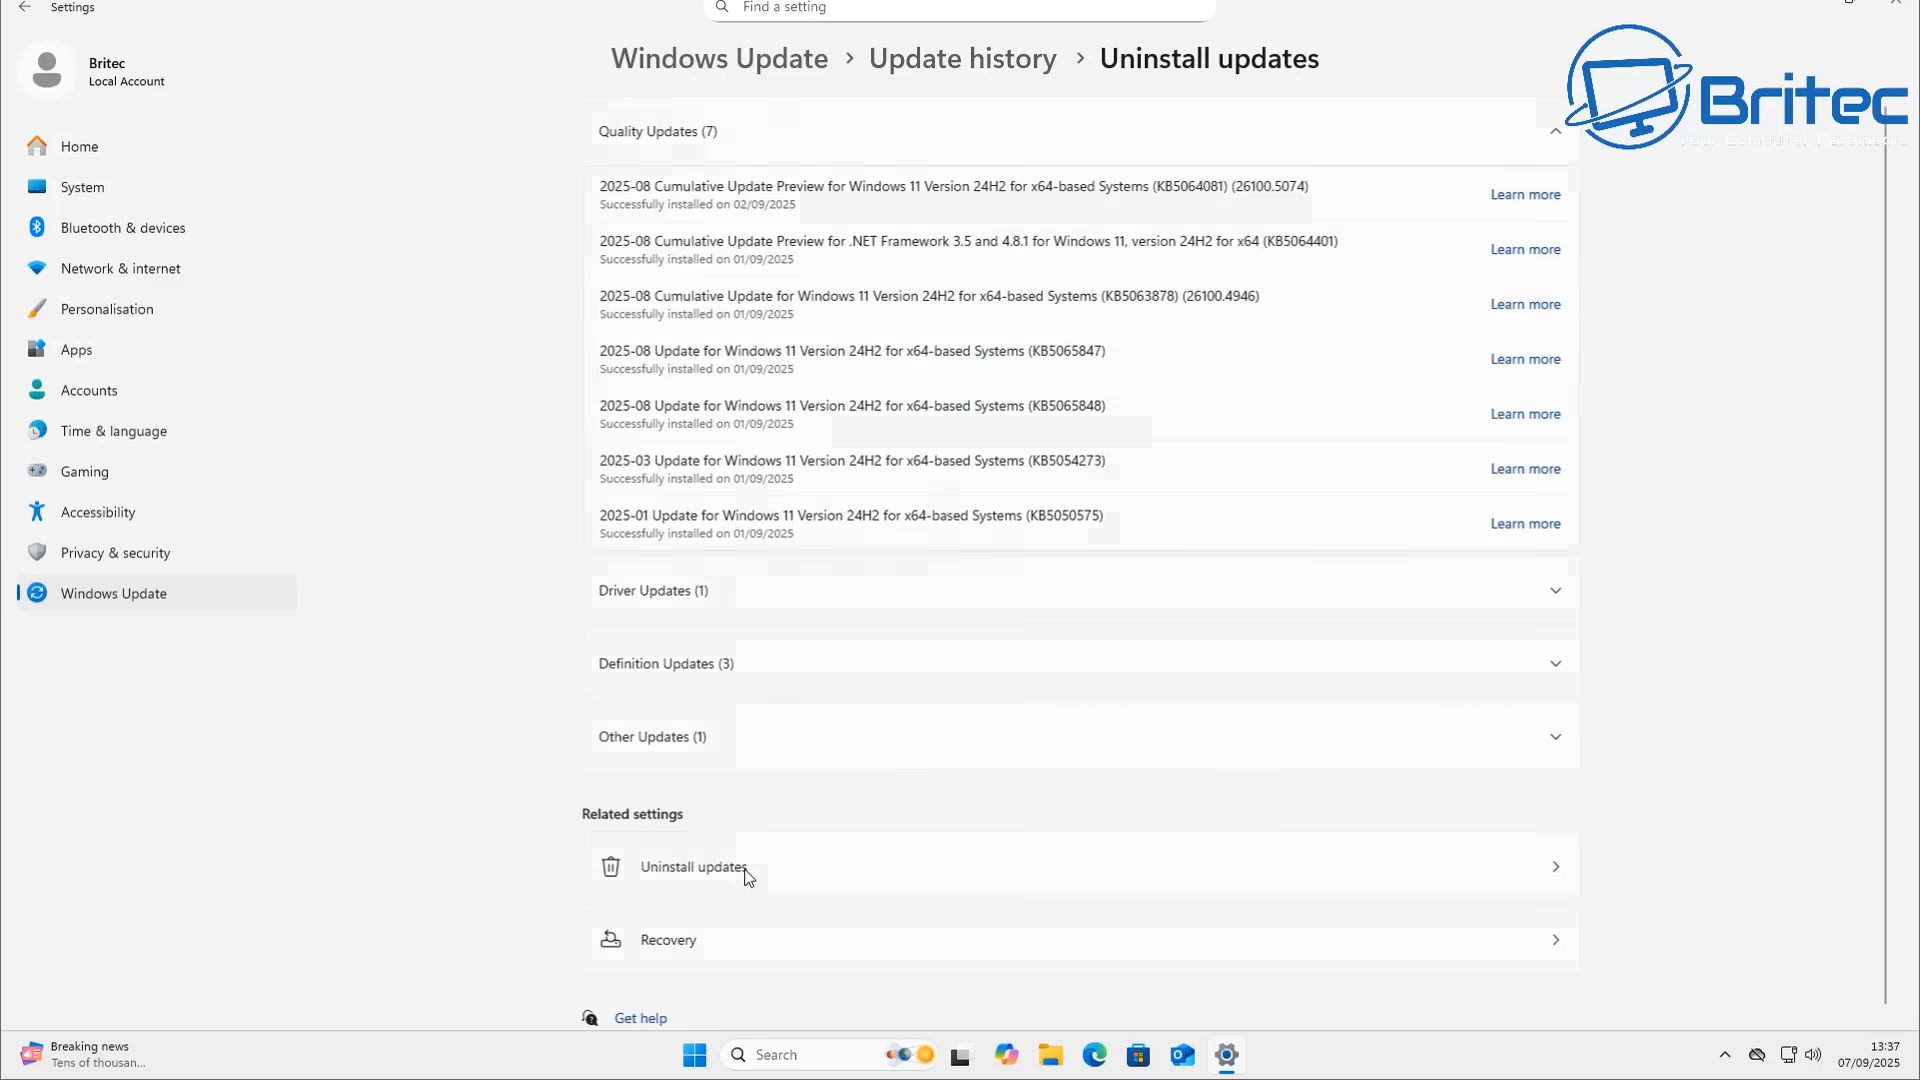 Settings
Find a setting
Britec
Local Account
Windows Update > Update history > Uninstall updates
Britec
Your Computer Paramedic
Home
System
Bluetooth & devices
Network & internet
Personalisation
Apps
Accounts
Time & language
Gaming
Accessibility
Privacy & security
Windows Update
Quality Updates (7)
2025-08 Cumulative Update Preview for Windows 11 Version 24H2 for x64-based Systems (KB5064081) (26100.5074)
Successfully installed on 02/09/2025
Learn more
2025-08 Cumulative Update Preview for .NET Framework 3.5 and 4.8.1 for Windows 11, version 24H2 for x64 (KB5064401)
Successfully installed on 01/09/2025
Learn more
2025-08 Cumulative Update for Windows 11 Version 24H2 for x64-based Systems (KB5063878) (26100.4946)
Successfully installed on 01/09/2025
Learn more
2025-08 Update for Windows 11 Version 24H2 for x64-based Systems (KB5065847)
Successfully installed on 01/09/2025
Learn more
2025-08 Update for Windows 11 Version 24H2 for x64-based Systems (KB5065848)
Successfully installed on 01/09/2025
Learn more
2025-03 Update for Windows 11 Version 24H2 for x64-based Systems (KB5054273)
Successfully installed on 01/09/2025
Learn more
2025-01 Update for Windows 11 Version 24H2 for x64-based Systems (KB5050575)
Successfully installed on 01/09/2025
Learn more
Driver Updates (1)
Definition Updates (3)
Other Updates (1)
Related settings
Uninstall updates
Recovery
Get help
Breaking news
Tens of thousan...
Search
13:37
07/09/2025